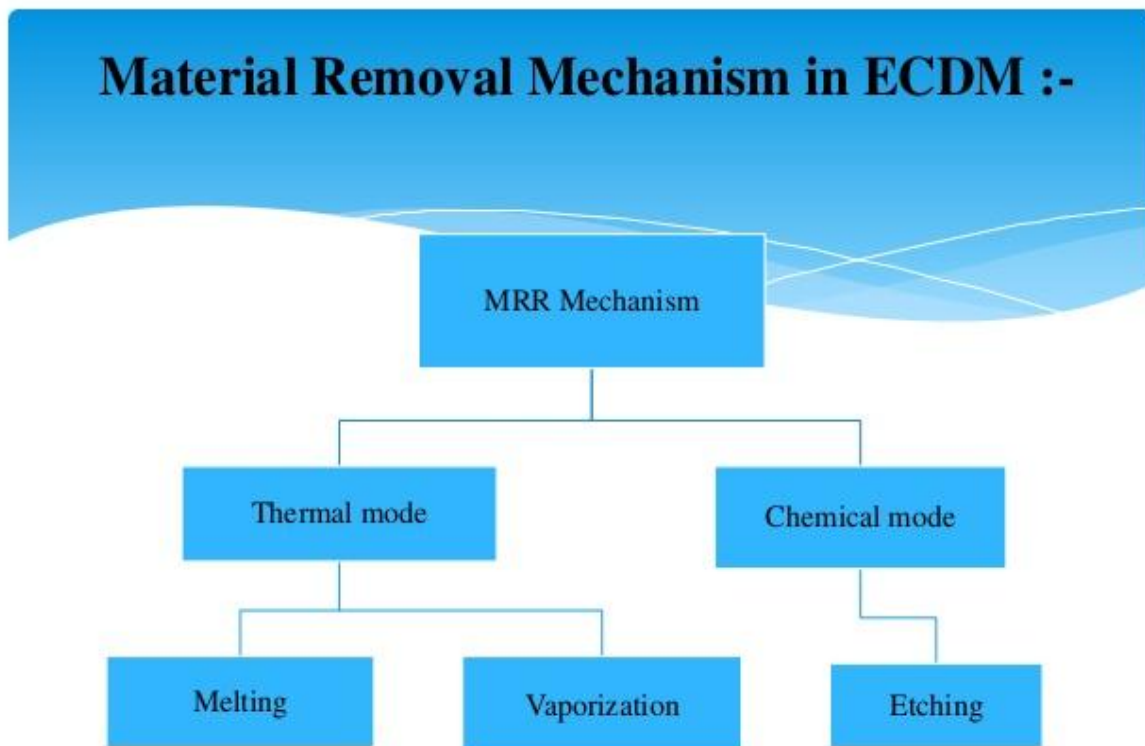 Material Removal Mechanism in ECDM :-
MRR Mechanism
Thermal mode
Chemical mode
Melting
Vaporization
Etching